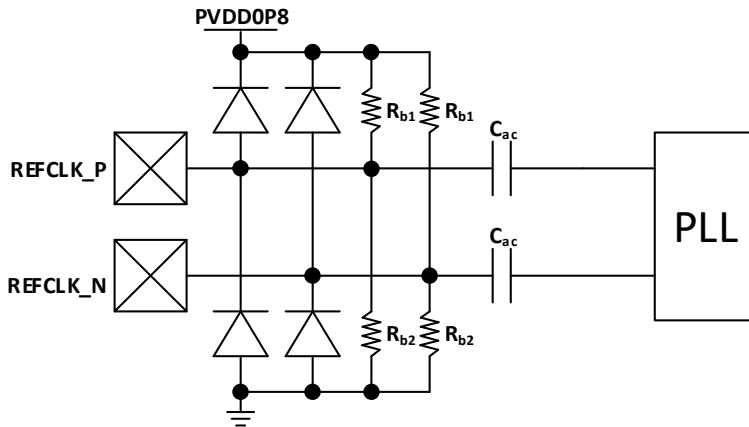 PVDD0P8
Rb1 Rb1
Cac
REFCLK_P
PLL
Cac
REFCLK_N
Rb2 Rb2